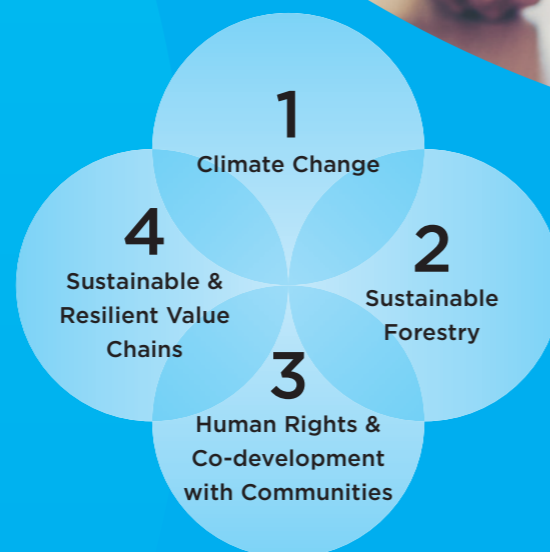 1
Climate Change
2
Sustainable
Forestry
3
Human Rights &
Co-development
with Communities
4
Sustainable &
Resilient Value
Chains